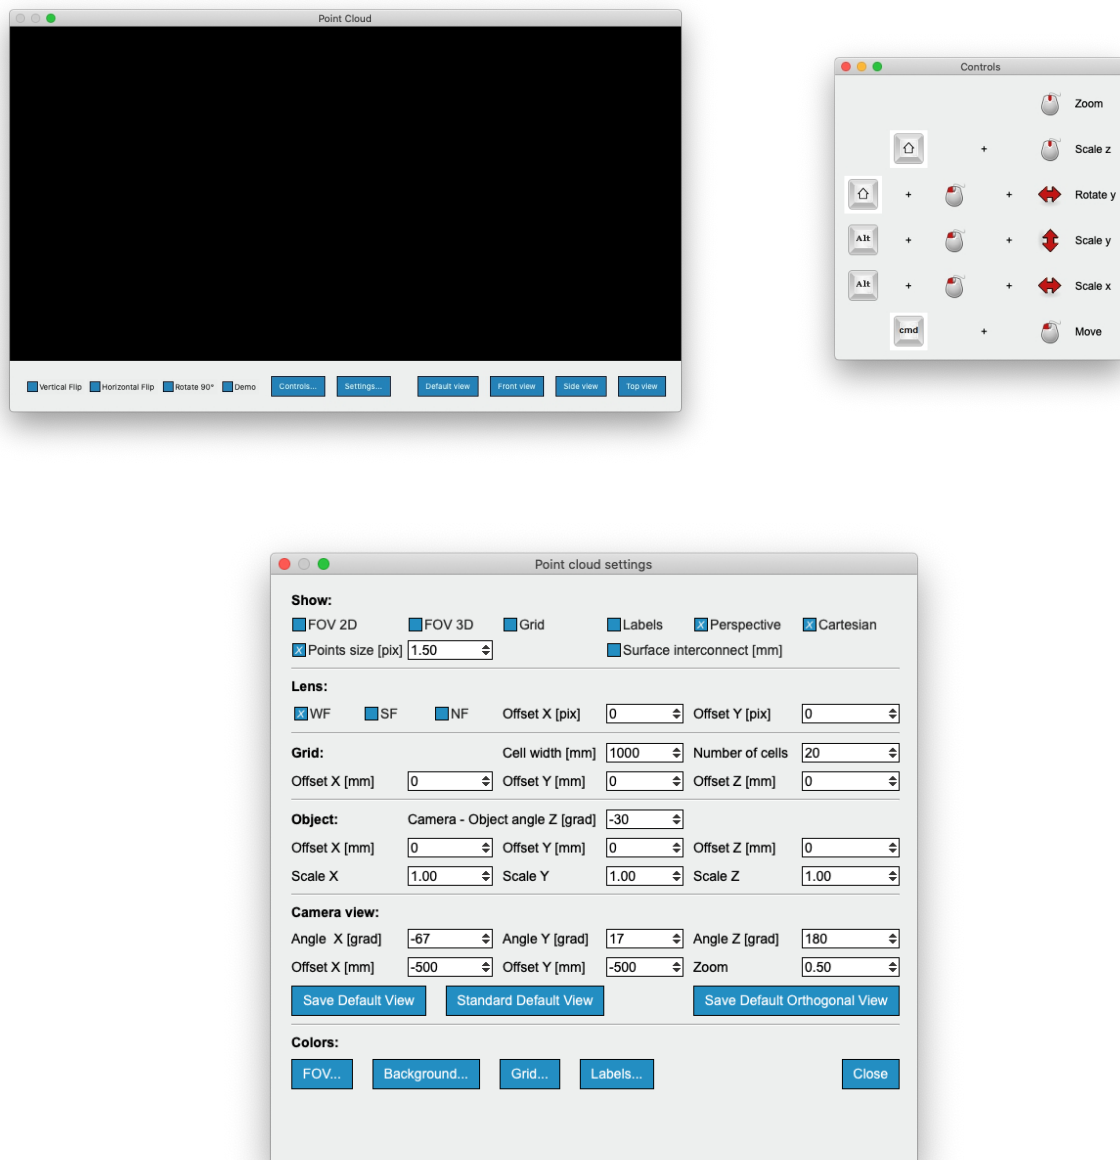 Point Cloud
Vertical Flip Horizontal Flip Rotate 90° Demo Controls... Settings... Default view Front view Side view Top view
Controls
Zoom
+ Scale z
+ + Rotate y
Alt + + Scale y
Alt + + Scale x
cmd + Move
Point cloud settings
Show:
FOV 2D FOV 3D Grid Labels X Perspective X Cartesian
X Points size [pix] 1.50 Surface interconnect [mm]
Lens:
X WF SF NF Offset X [pix] 0 Offset Y [pix] 0
Grid: Cell width [mm] 1000 Number of cells 20
Offset X [mm] 0 Offset Y [mm] 0 Offset Z [mm] 0
Object: Camera - Object angle Z [grad] -30
Offset X [mm] 0 Offset Y [mm] 0 Offset Z [mm] 0
Scale X 1.00 Scale Y 1.00 Scale Z 1.00
Camera view:
Angle X [grad] -67 Angle Y [grad] 17 Angle Z [grad] 180
Offset X [mm] -500 Offset Y [mm] -500 Zoom 0.50
Save Default View Standard Default View Save Default Orthogonal View
Colors:
FOV... Background... Grid... Labels... Close